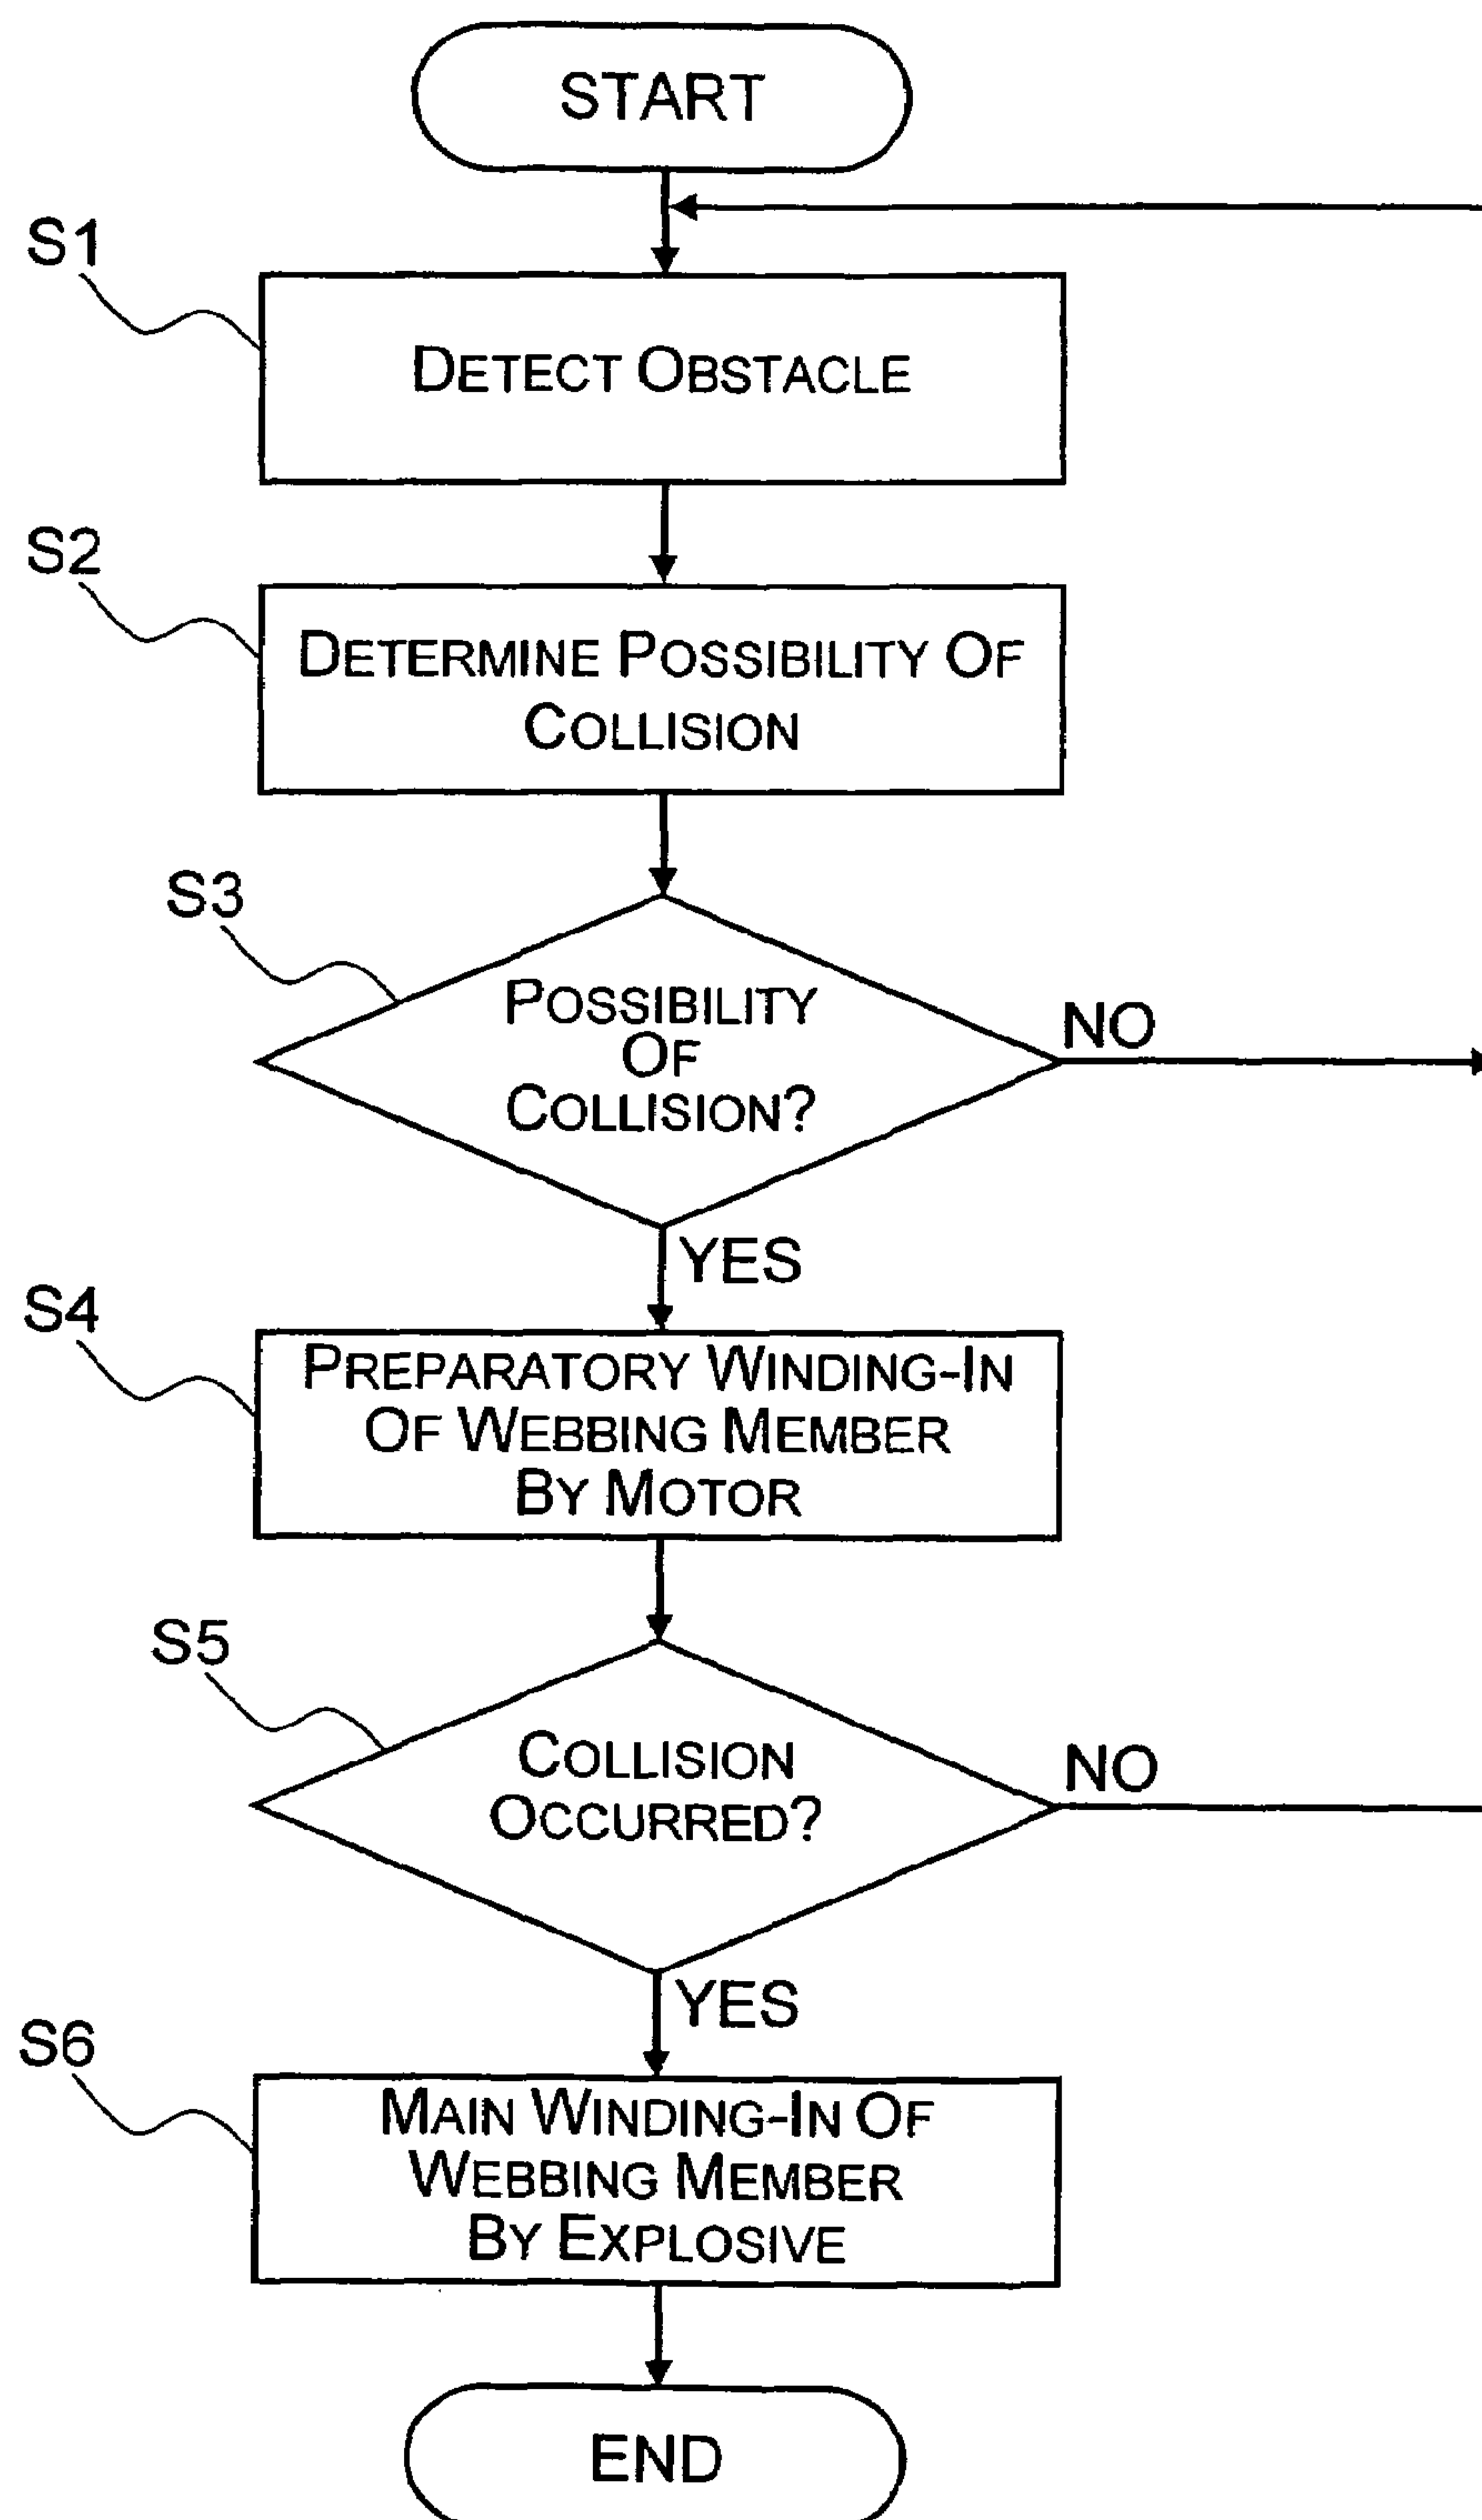 START
S1
DETECT OBSTACLE
S2
DETERMINE POSSIBILITY OF
COLLISION
S3
POSSIBILITY
OF
COLLISION?
NO
YES
S4
PREPARATORY WINDING-IN
OF WEBBING MEMBER
BY MOTOR
S5
COLLISION
OCCURRED?
NO
YES
S6
MAIN WINDING-IN OF
WEBBING MEMBER
BY EXPLOSIVE
END